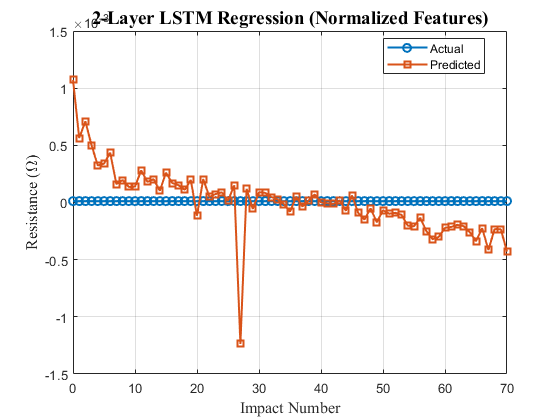 2-Layer LSTM Regression (Normalized Features)
1.5
1
0.5
0
-0.5
-1
-1.5
Resistance (Ω)
Actual
Predicted
0 10 20 30 40 50 60 70
Impact Number